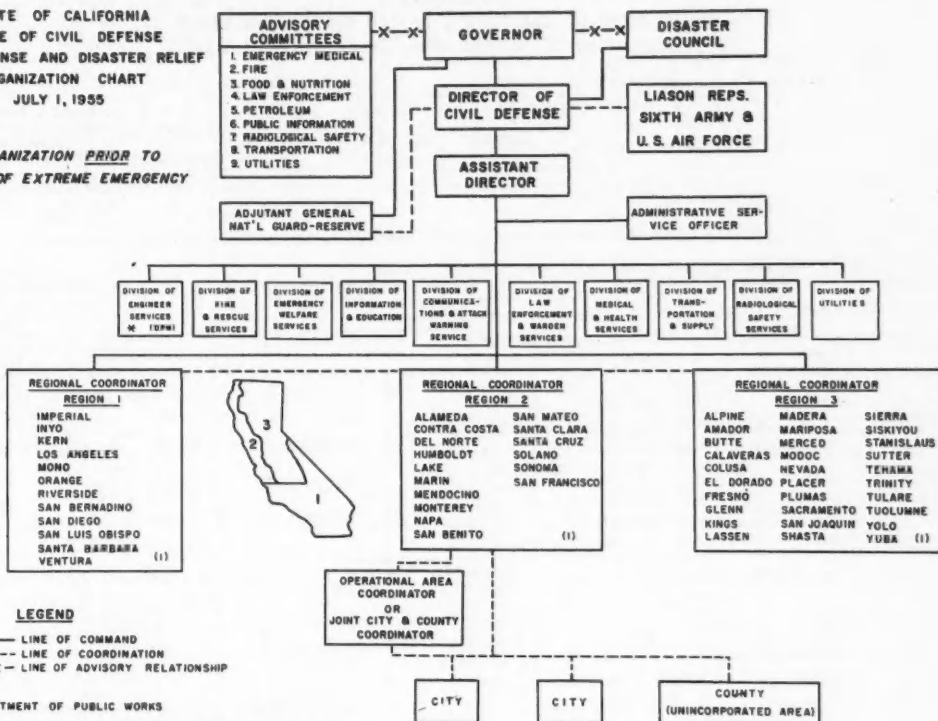 TE OF CALIFORNIA
E OF CIVIL DEFENSE
NSE AND DISASTER RELIEF
GANIZATION CHART
JULY 1, 1955
ANIZATION PRIOR TO
OF EXTREME EMERGENCY
ADVISORY
COMMITTEES
1. EMERGENCY MEDICAL
2. FIRE
3. FOOD & NUTRITION
4. LAW ENFORCEMENT
5. PETROLEUM
6. PUBLIC INFORMATION
7. RADIOLOGICAL SAFETY
8. TRANSPORTATION
9. UTILITIES
GOVERNOR
DISASTER
COUNCIL
DIRECTOR OF
CIVIL DEFENSE
LIASON REPS.
SIXTH ARMY &
U.S. AIR FORCE
ASSISTANT
DIRECTOR
ADJUTANT GENERAL
NAT'L GUARD-RESERVE
ADMINISTRATIVE SER-
VICE OFFICER
DIVISION OF
ENGINEER
SERVICES
* (DPW)
DIVISION OF
FIRE
& RESCUE
SERVICES
DIVISION OF
EMERGENCY
WELFARE
SERVICES
DIVISION OF
INFORMATION
& EDUCATION
DIVISION OF
COMMUNICA-
TIONS & ATTACK
WARNING
SERVICE
DIVISION OF
LAW
ENFORCEMENT
& WARDEN
SERVICES
DIVISION OF
MEDICAL
& HEALTH
SERVICES
DIVISION OF
TRANS-
PORTATION
& SUPPLY
DIVISION OF
RADIOLOGICAL
SAFETY
SERVICES
DIVISION OF
UTILITIES
REGIONAL COORDINATOR
REGION 1
IMPERIAL
INYO
KERN
LOS ANGELES
MONO
ORANGE
RIVERSIDE
SAN BERNADINO
SAN DIEGO
SAN LUIS OBISPO
SANTA BARBARA
VENTURA (1)
3
2
1
REGIONAL COORDINATOR
REGION 2
ALAMEDA SAN MATEO
CONTRA COSTA SANTA CLARA
DEL NORTE SANTA CRUZ
HUMBOLDT SOLANO
LAKE SONOMA
MARIN SAN FRANCISCO
MENDOCINO
MONTEREY
NAPA
SAN BENITO (1)
REGIONAL COORDINATOR
REGION 3
ALPINE MADERA SIERRA
AMADOR MARIPOSA SISKIYOU
BUTTE MERCED STANISLAUS
CALAVERAS MODOC SUTTER
COLUSA NEVADA TEHAMA
EL DORADO PLACER TRINITY
FRESNO PLUMAS TULARE
GLENN SACRAMENTO TUOLUMNE
KINGS SAN JOAQUIN YOLO
LASSEN SHASTA YUBA (1)
OPERATIONAL AREA
COORDINATOR
OR
JOINT CITY & COUNTY
COORDINATOR
LEGEND
LINE OF COMMAND
LINE OF COORDINATION
LINE OF ADVISORY RELATIONSHIP
TMENT OF PUBLIC WORKS
CITY
CITY
COUNTY
(UNINCORPORATED AREA)